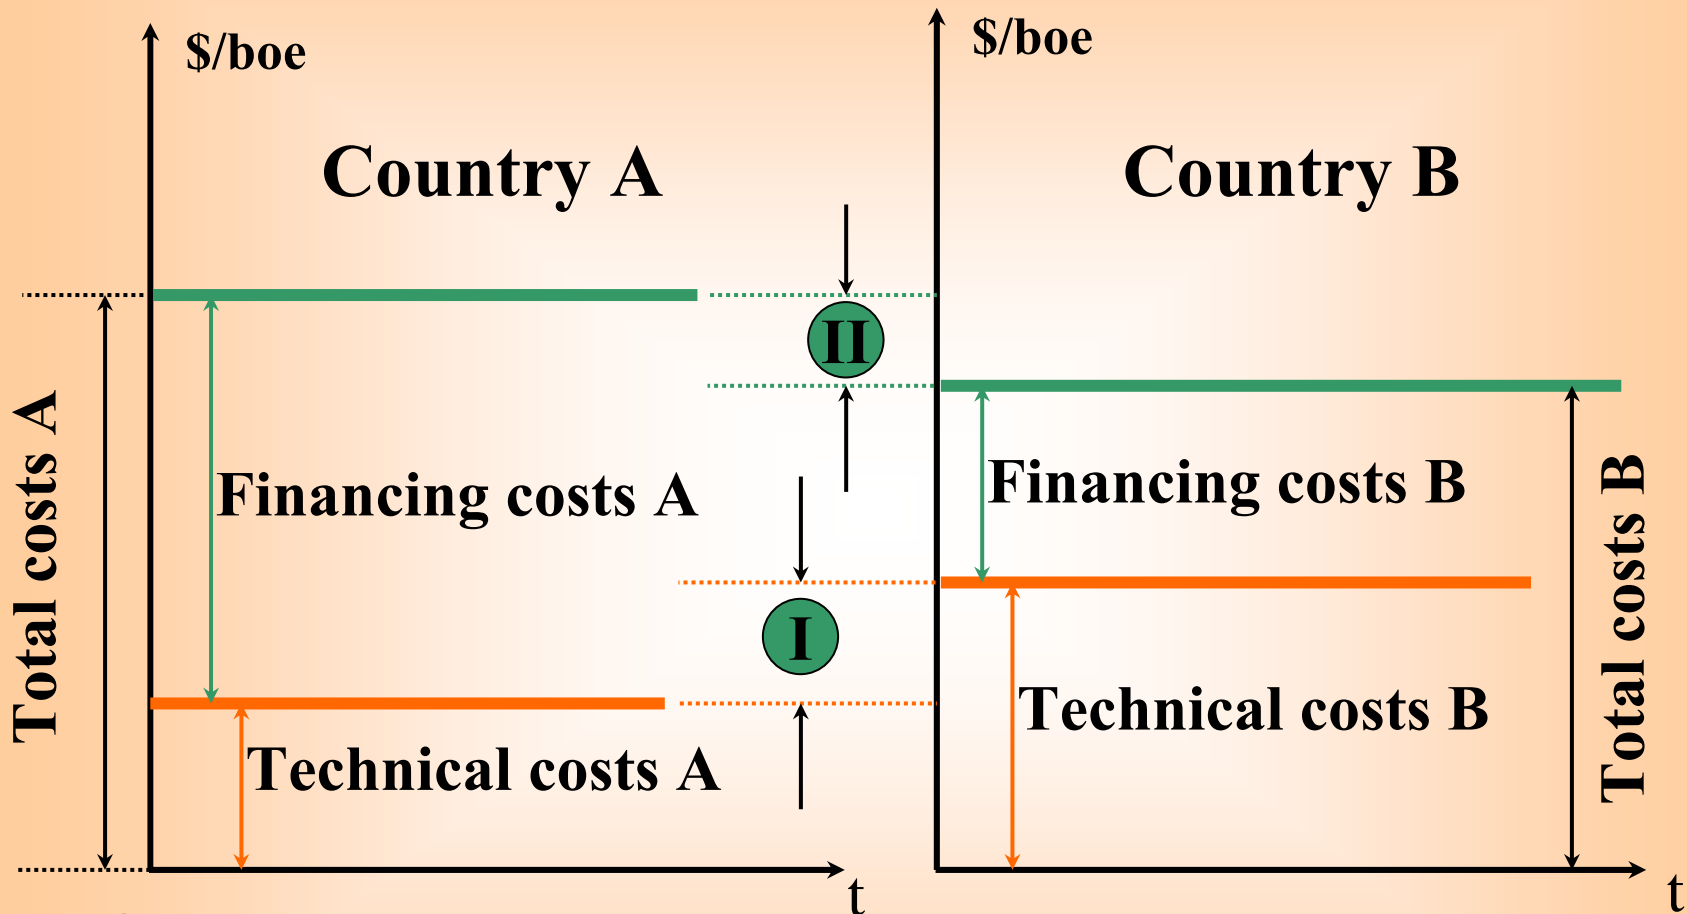 $/boe
$/boe
Country A
Country B
II
Financing costs A
Financing costs B
Total costs A
Total costs B
I
Technical costs B
Technical costs A
t
t